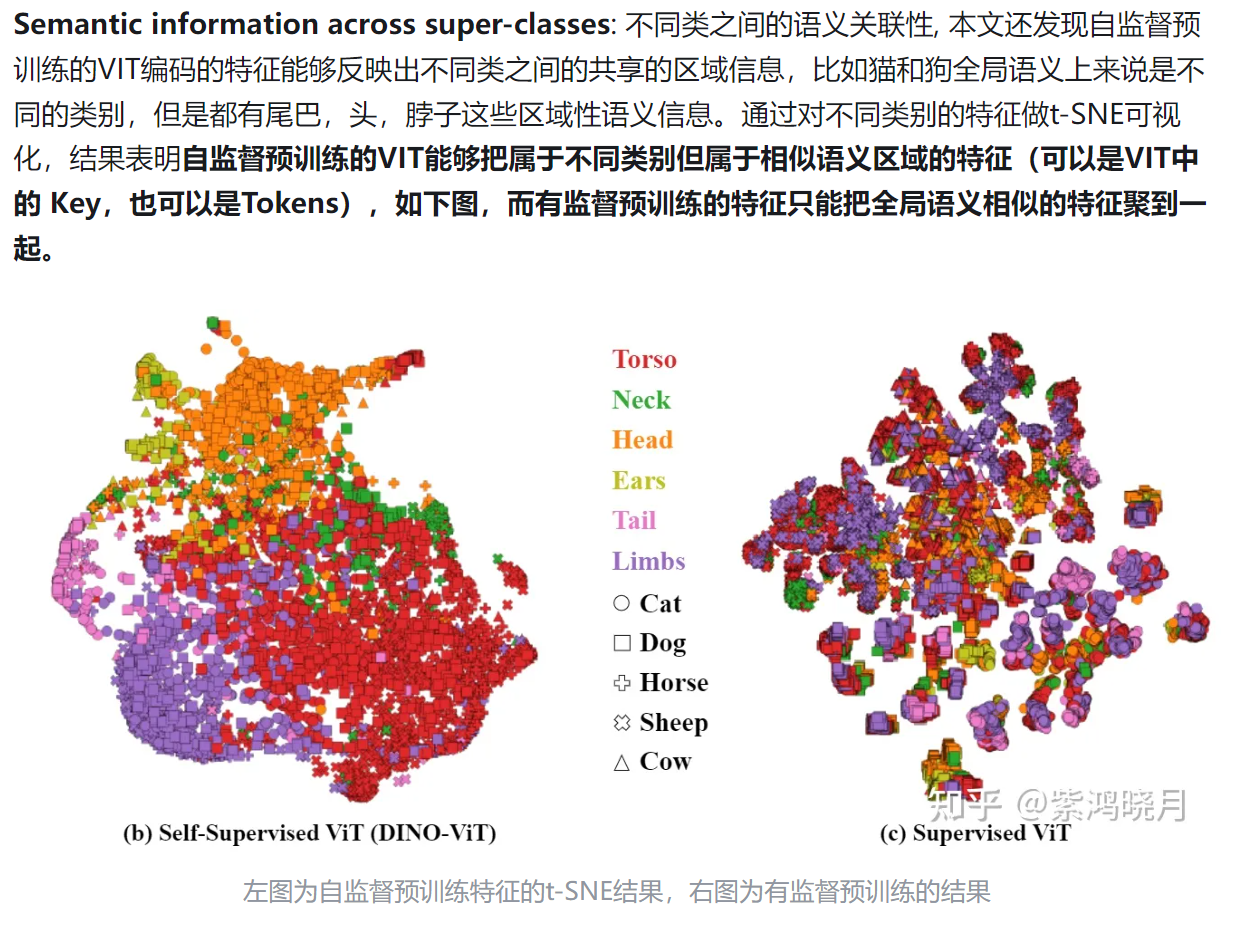 Semantic information across super-classes: 不同类之间的语义关联性, 本文还发现自监督预
训练的VIT编码的特征能够反映出不同类之间的共享的区域信息，比如猫和狗全局语义上来说是不
同的类别，但是都有尾巴，头，脖子这些区域性语义信息。通过对不同类别的特征做t-SNE可视
化，结果表明自监督预训练的VIT能够把属于不同类别但属于相似语义区域的特征（可以是VIT中
的 Key，也可以是Tokens），如下图，而有监督预训练的特征只能把全局语义相似的特征聚到一
起。
Torso
Neck
Head
Ears
Tail
Limbs
Cat
Dog
Horse
Sheep
Cow
知乎 @紫鸿晓月
(b) Self-Supervised ViT (DINO-ViT)
(c) Supervised ViT
左图为自监督预训练特征的t-SNE结果，右图为有监督预训练的结果